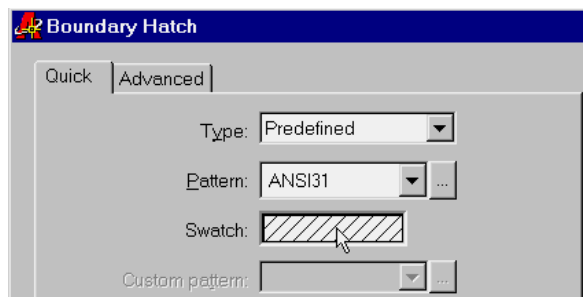 Boundary Hatch
Quick Advanced
Type: Predefined
Pattern: ANSI31 ...
Swatch:
Custom pattern: ...